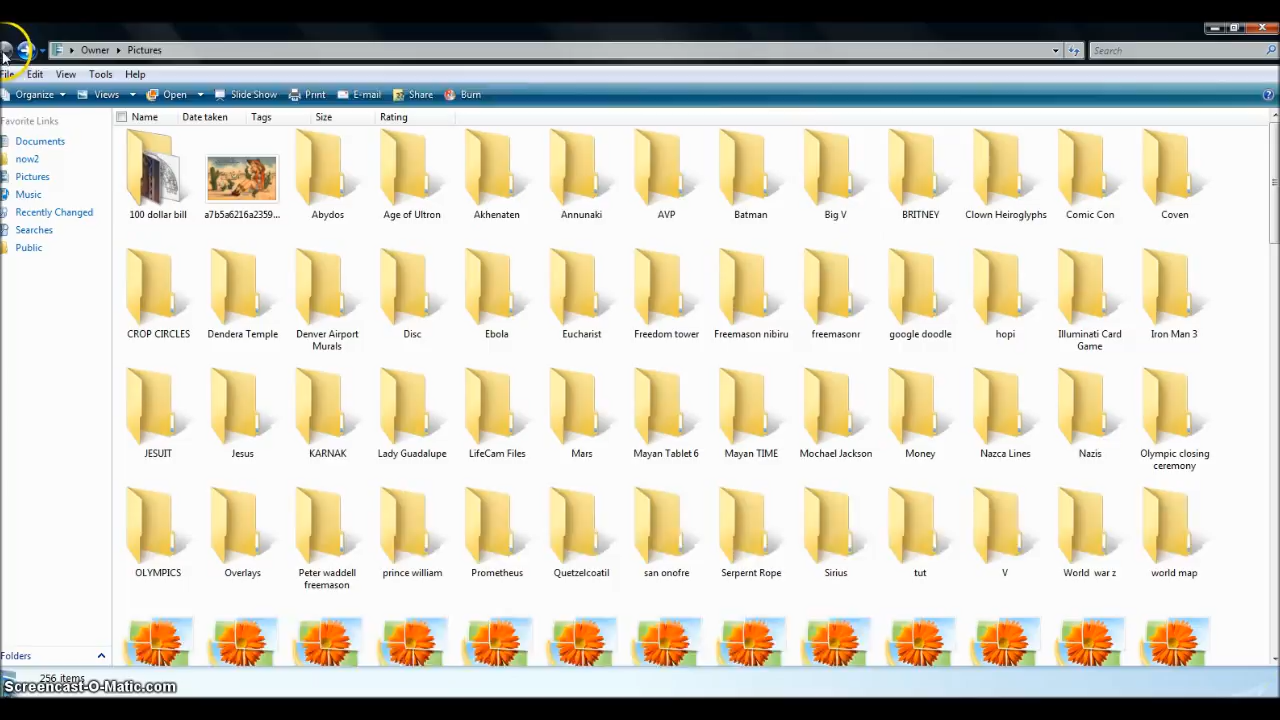 Owner Pictures Search
File Edit View Tools Help
Organize Views Open Slide Show Print E-mail Share Burn
Favorite Links
Documents
now2
Pictures
Music
Recently Changed
Searches
Public
Folders
Name Date taken Tags Size Rating
100 dollar bill a7b5a6216a2359... Abydos Age of Ultron Akhenaten Annunaki AVP Batman Big V BRITNEY Clown Heiroglyphs Comic Con Coven
CROP CIRCLES Dendera Temple Denver Airport Murals Disc Ebola Eucharist Freedom tower Freemason nibiru freemasonr google doodle hopi Illuminati Card Game Iron Man 3
JESUIT Jesus KARNAK Lady Guadalupe LifeCam Files Mars Mayan Tablet 6 Mayan TIME Mochael Jackson Money Nazca Lines Nazis Olympic closing ceremony
OLYMPICS Overlays Peter waddell freemason prince william Prometheus Quetzelcoatil san onofre Serpernt Rope Sirius tut V World war z world map
256 items
Screencast-O-Matic.com